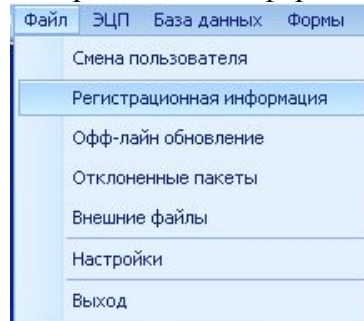 Файл ЭЦП База данных Формы
Смена пользователя
Регистрационная информация
Офф-лайн обновление
Отклоненные пакеты
Внешние файлы
Настройки
Выход